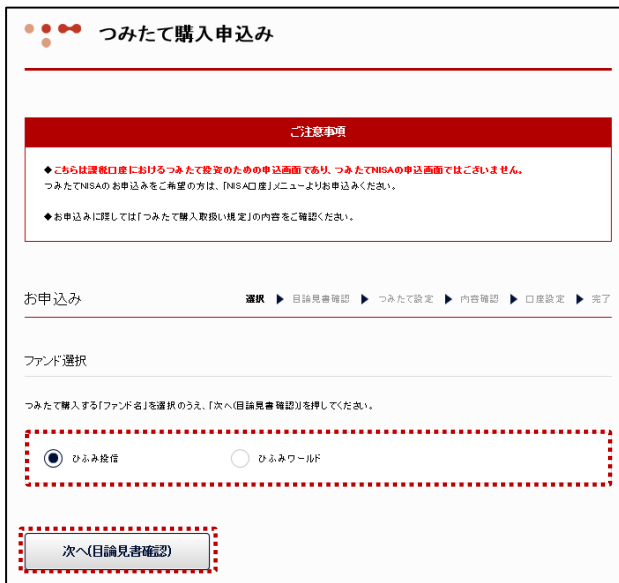 つみたて購入申込み
ご注意事項
◆こちらは課税口座におけるつみたて投資のための申込画面であり、つみたてNISAの申込画面ではございません。
つみたてNISAのお申込みをご希望の方は、「NISA口座」メニューよりお申込みください。
◆お申込みに際しては「つみたて購入取扱い規定」の内容をご確認ください。
お申込み
選択 ▶ 目論見書確認 ▶ つみたて設定 ▶ 内容確認 ▶ 口座設定 ▶ 完了
ファンド選択
つみたて購入する「ファンド名」を選択のうえ、「次へ(目論見書確認)」を押してください。
ひふみ投信 ひふみワールド
次へ(目論見書確認)